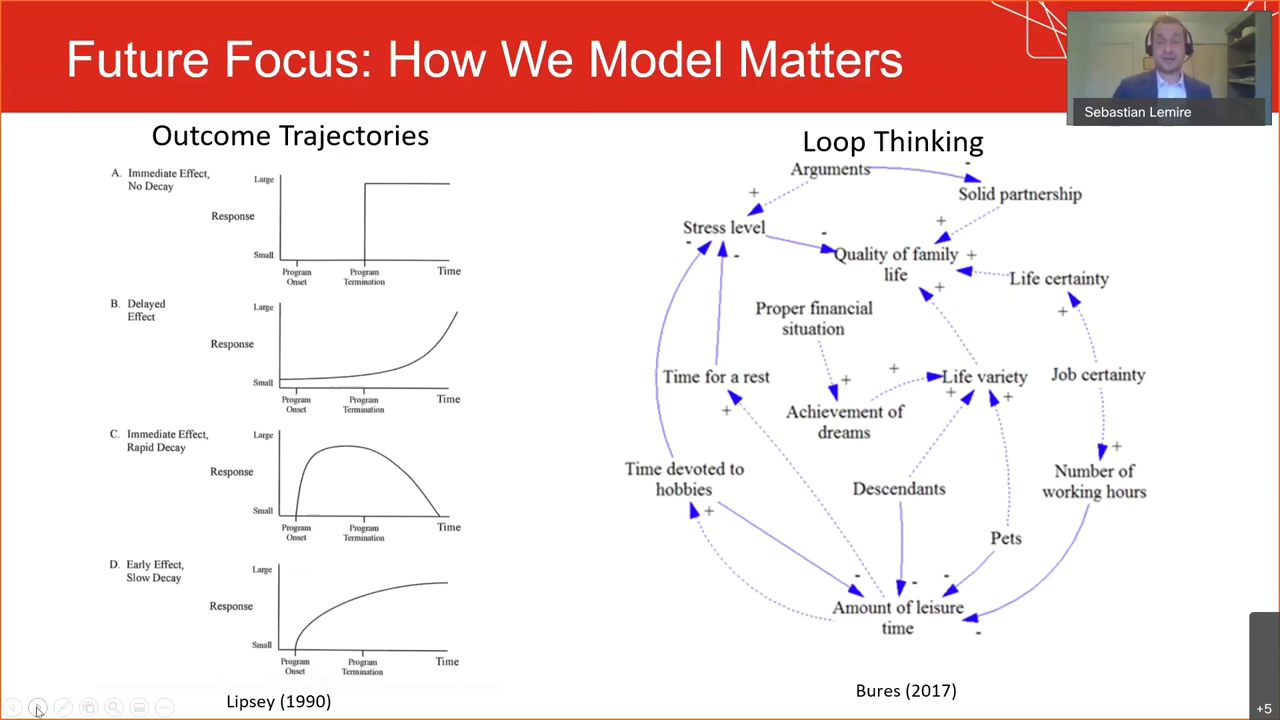 Future Focus: How We Model Matters
Sebastian Lemire
Outcome Trajectories
A. Immediate Effect,
No Decay
Large
Response
Small
Program
Onset
Program
Termination
Time
B. Delayed
Effect
Large
Response
Small
Program
Onset
Program
Termination
Time
C. Immediate Effect,
Rapid Decay
Large
Response
Small
Program
Onset
Program
Termination
Time
D. Early Effect,
Slow Decay
Large
Response
Small
Program
Onset
Program
Termination
Time
Lipsey (1990)
Loop Thinking
Arguments
-
Solid partnership
+
+
Stress level
-
-
-
Quality of family
life
+
+
Life certainty
+
Proper financial
situation
Time for a rest
+
+
+
Life variety
+
+
Job certainty
Achievement of
dreams
+
Time devoted to
hobbies
+
Descendants
Number of
working hours
Pets
-
-
-
Amount of leisure
time
-
Bures (2017)
+5